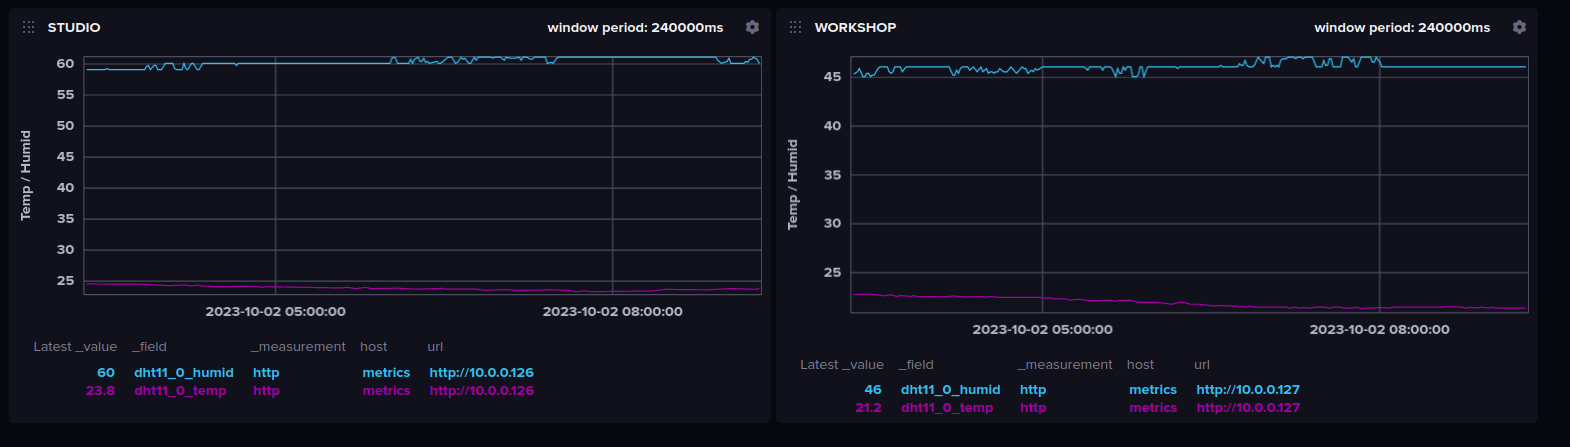 STUDIO window period: 240000ms
60
55
50
45
40
35
30
25
Temp / Humid
2023-10-02 05:00:00 2023-10-02 08:00:00
Latest _value _field _measurement host url
60 dht11_0_humid http metrics http://10.0.0.126
23.8 dht11_0_temp http metrics http://10.0.0.126
WORKSHOP window period: 240000ms
45
40
35
30
25
Temp / Humid
2023-10-02 05:00:00 2023-10-02 08:00:00
Latest _value _field _measurement host url
46 dht11_0_humid http metrics http://10.0.0.127
21.2 dht11_0_temp http metrics http://10.0.0.127